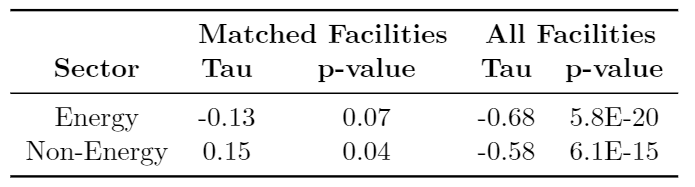 Matched Facilities All Facilities
Sector Tau p-value Tau p-value
Energy -0.13 0.07 -0.68 5.8E-20
Non-Energy 0.15 0.04 -0.58 6.1E-15